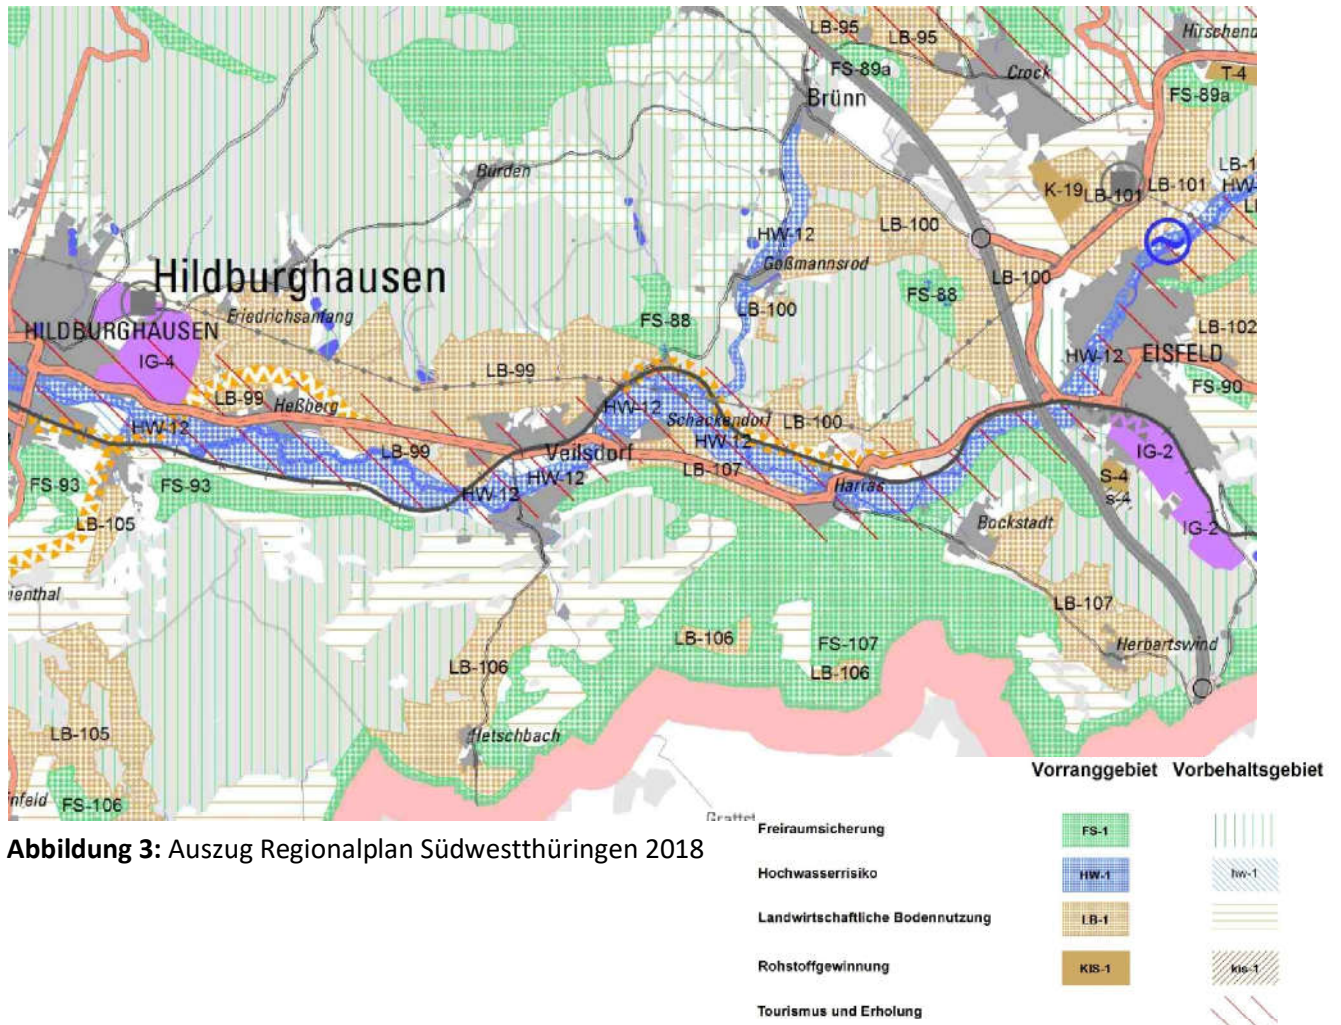 LB-95
LB-95
Hirschend
FS-89a
Crock
T-4
FS-89a
Brünn
Bürden
K-19
LB-101
LB-101
LB-1
HW-
HW-12
LB-100
Goßmannsrod
LB-100
Hildburghausen
Friedrichsanfang
HILDBURGHAUSEN
IG-4
FS-88
LB-100
FS-88
LB-102
LB-99
HW-12
EISFELD
FS-90
LB-99
Heßberg
HW-12
Schackendorf
LB-100
HW-12
HW-12
LB-99
Veilsdorf
LB-107
IG-2
FS-93
FS-93
HW-12
HW-12
Harras
S-4
s-4
LB-105
Bockstadt
IG-2
ienthal
LB-107
LB-106
FS-107
Herbartswind
LB-106
LB-106
LB-105
Hetschbach
nfeld
FS-106
Grattst
Vorranggebiet Vorbehaltsgebiet
Freiraumsicherung FS-1
Abbildung 3: Auszug Regionalplan Südwestthüringen 2018
Hochwasserrisiko HW-1 hw-1
Landwirtschaftliche Bodennutzung LB-1
Rohstoffgewinnung KIS-1 kis-1
Tourismus und Erholung